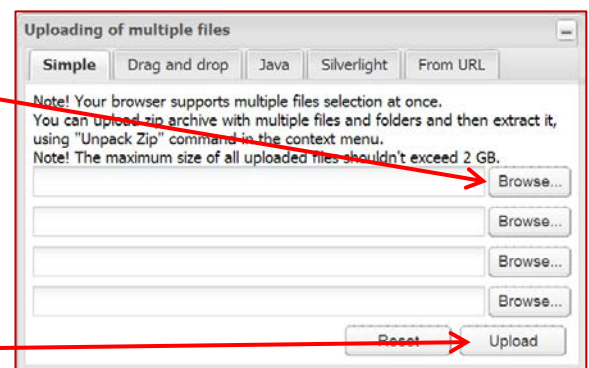 Uploading of multiple files
Simple Drag and drop Java Silverlight From URL
Note! Your browser supports multiple files selection at once.
You can upload zip archive with multiple files and folders and then extract it,
using "Unpack Zip" command in the context menu.
Note! The maximum size of all uploaded files shouldn't exceed 2 GB.
Browse...
Browse...
Browse...
Browse...
Reset Upload